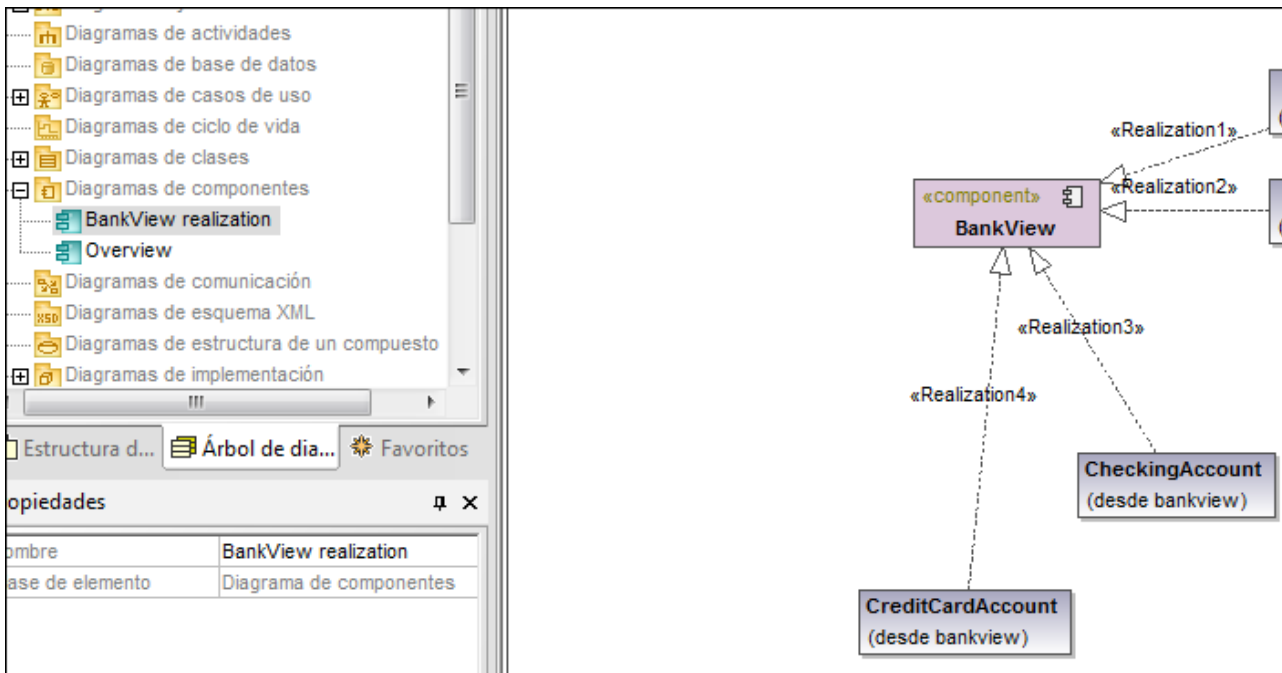 Diagramas de actividades
Diagramas de base de datos
Diagramas de casos de uso
Diagramas de ciclo de vida
Diagramas de clases
Diagramas de componentes
BankView realization
Overview
Diagramas de comunicación
XSD Diagramas de esquema XML
Diagramas de estructura de un compuesto
Diagramas de implementación
Estructura d... Árbol de dia... Favoritos
opiedades
ombre BankView realization
ase de elemento Diagrama de componentes
«Realization1»
«Realization2»
«component»
BankView
«Realization3»
«Realization4»
CheckingAccount
(desde bankview)
CreditCardAccount
(desde bankview)